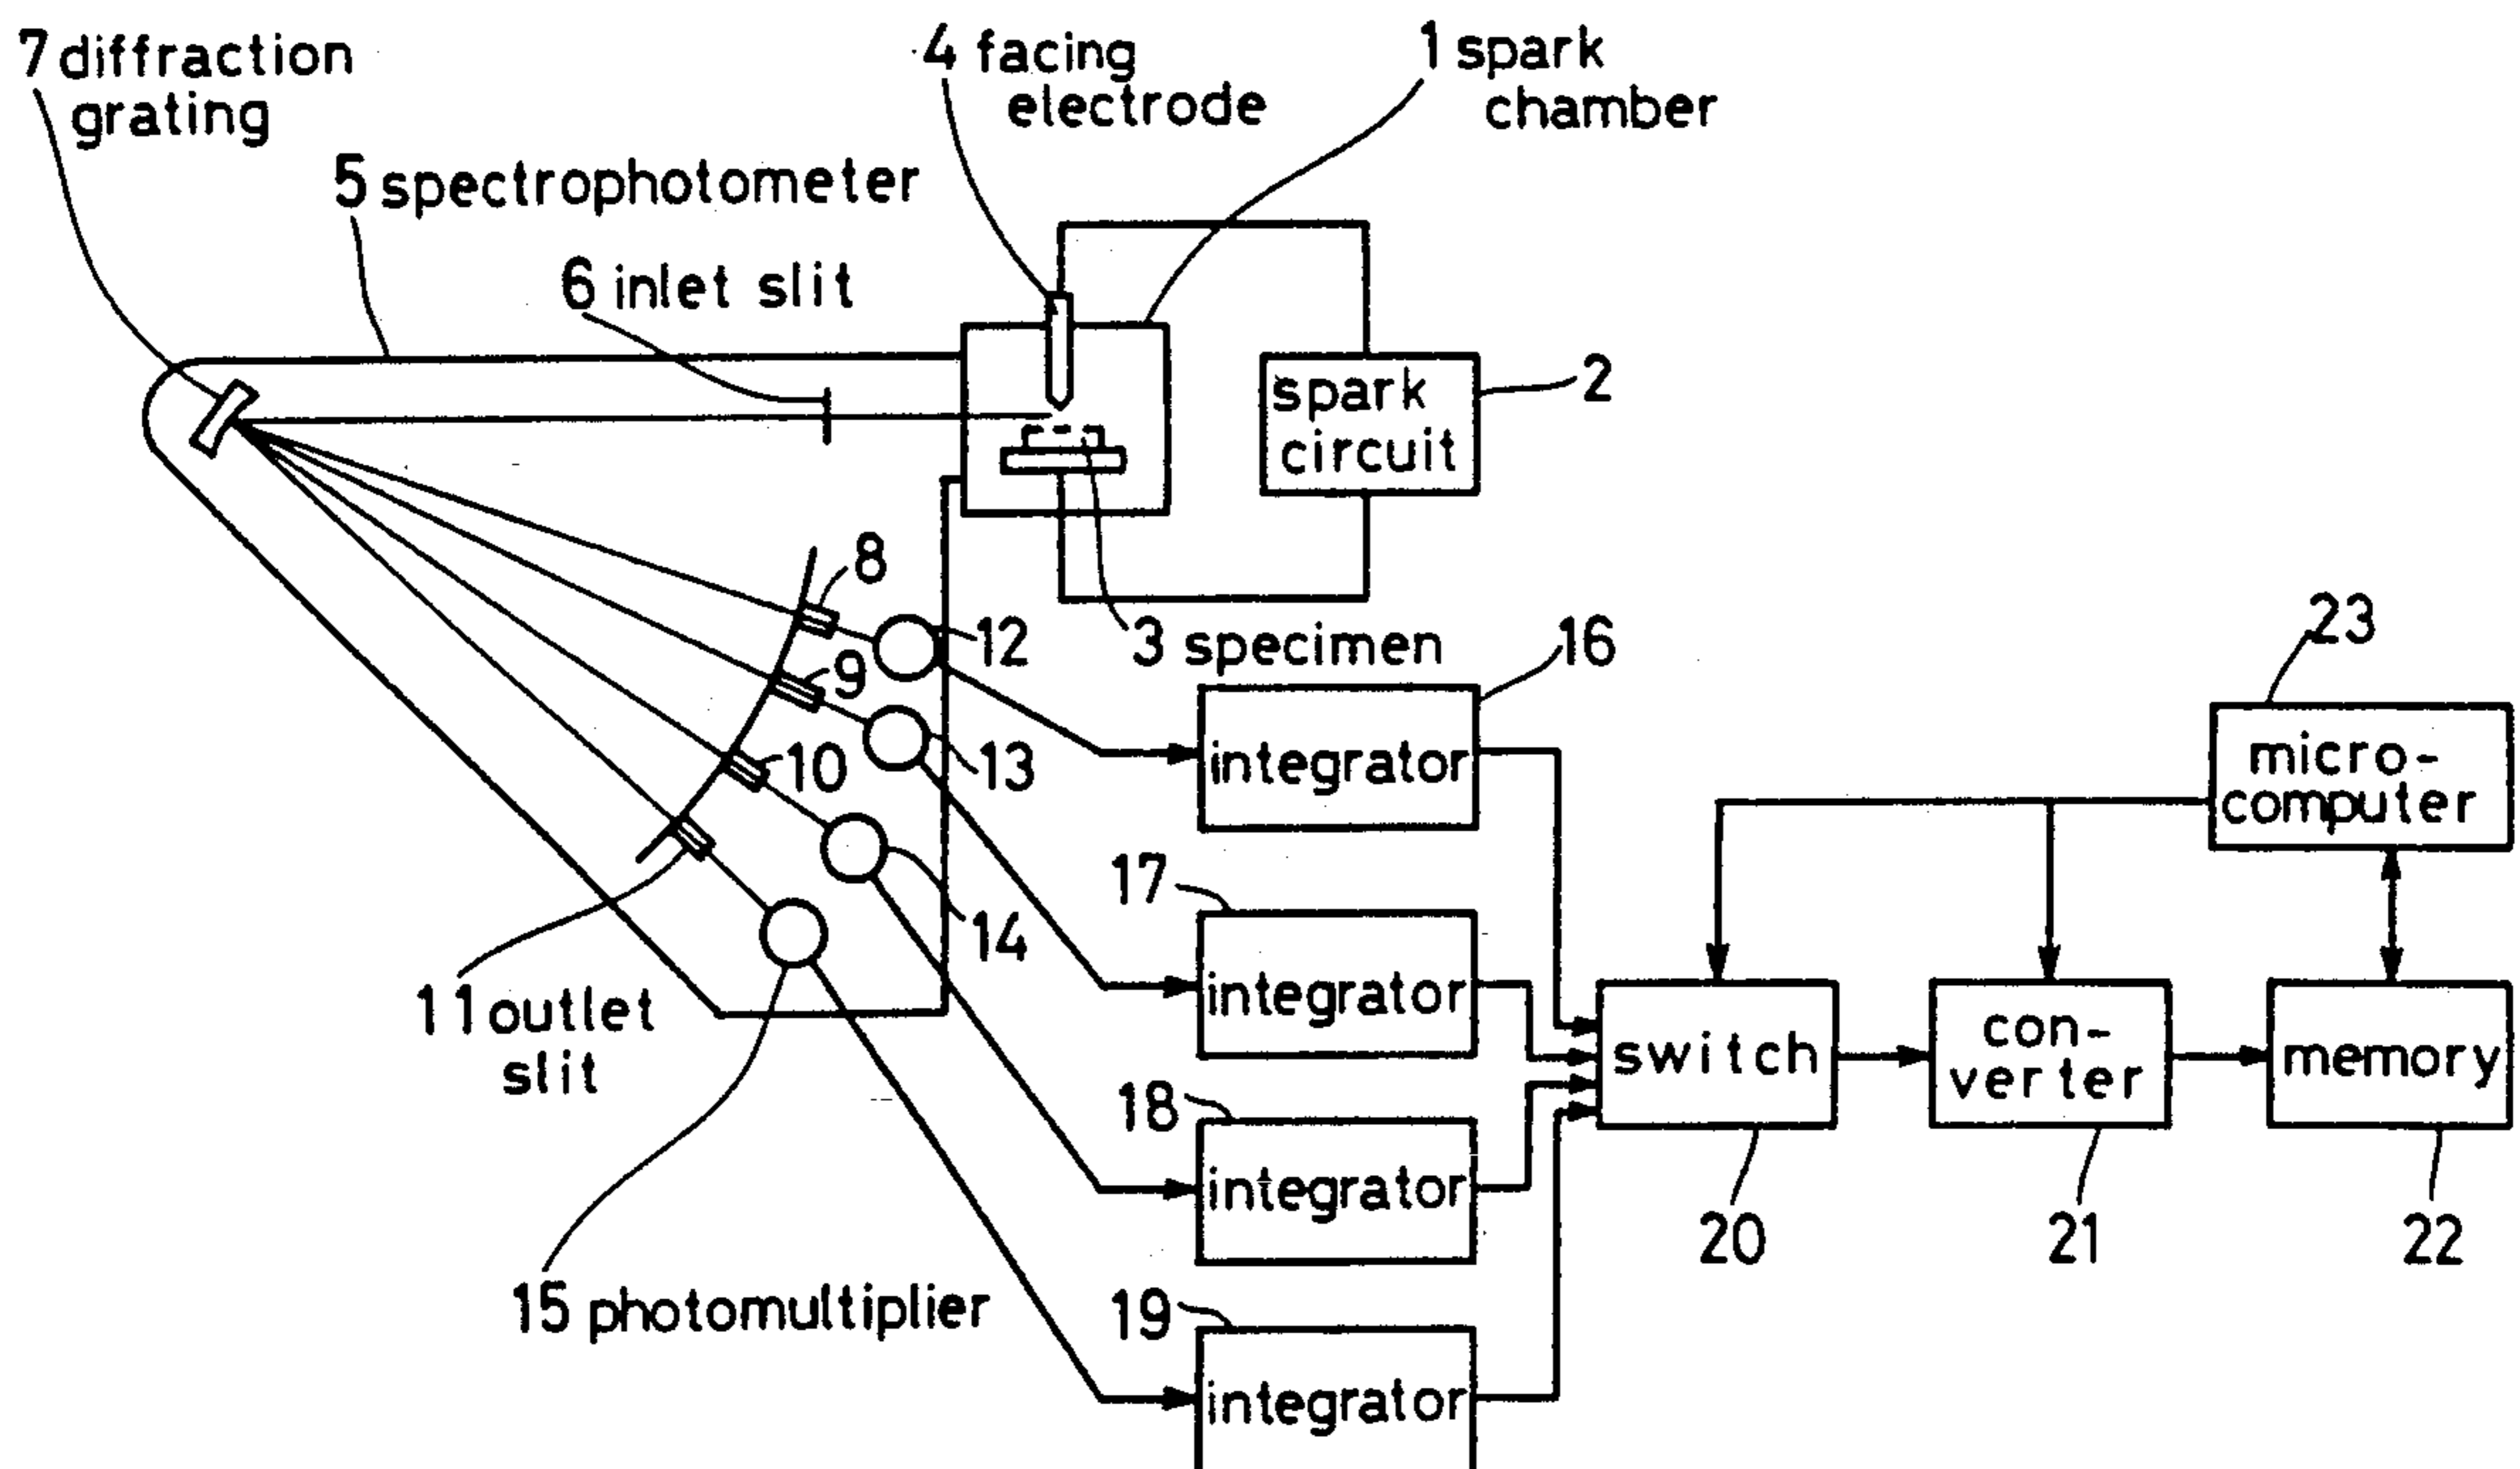 7 diffraction
grating
4 facing
electrode
1 spark
chamber
5 spectrophotometer
6 inlet slit
spark
circuit
2
8
12
3 specimen
16
23
9
13
integrator
micro-
computer
10
17
14
integrator
11 outlet
slit
switch
con-
verter
memory
18
integrator
20
21
22
15 photomultiplier
19
integrator